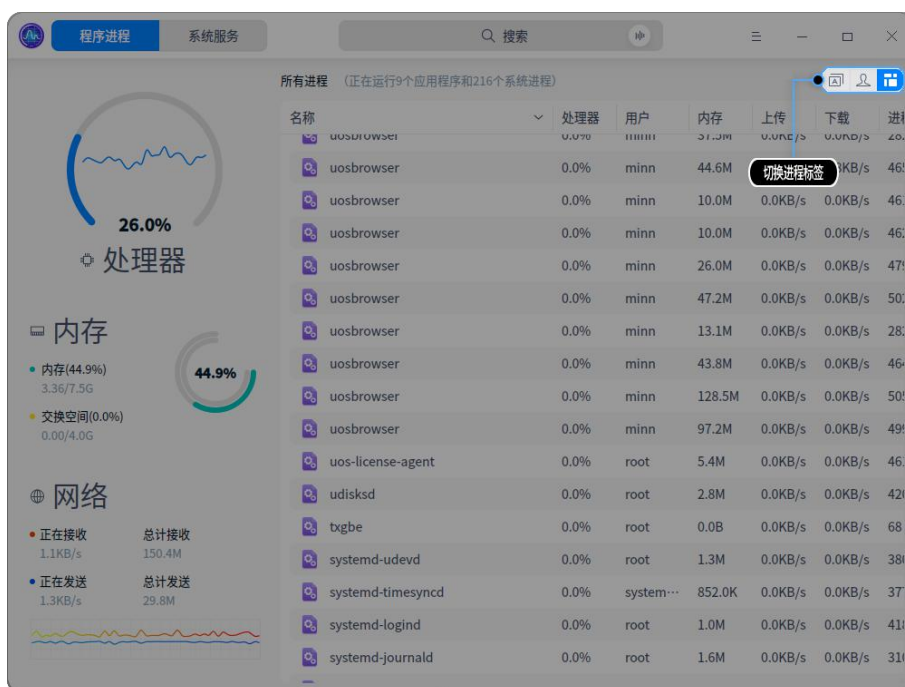 程序进程 系统服务 搜索
所有进程 (正在运行9个应用程序和216个系统进程)
名称 处理器 用户 内存 上传 下载
uosbrowser 0.0% minn 37.5M 0.0KB/s 0.0KB/s
uosbrowser 0.0% minn 44.6M
切换进程标签
uosbrowser 0.0% minn 10.0M 0.0KB/s 0.0KB/s
uosbrowser 0.0% minn 10.0M 0.0KB/s 0.0KB/s
uosbrowser 0.0% minn 26.0M 0.0KB/s 0.0KB/s
uosbrowser 0.0% minn 47.2M 0.0KB/s 0.0KB/s
uosbrowser 0.0% minn 13.1M 0.0KB/s 0.0KB/s
uosbrowser 0.0% minn 43.8M 0.0KB/s 0.0KB/s
uosbrowser 0.0% minn 128.5M 0.0KB/s 0.0KB/s
uosbrowser 0.0% minn 97.2M 0.0KB/s 0.0KB/s
uos-license-agent 0.0% root 5.4M 0.0KB/s 0.0KB/s
udisksd 0.0% root 2.8M 0.0KB/s 0.0KB/s
txgbe 0.0% root 0.0B 0.0KB/s 0.0KB/s 68
systemd-udevd 0.0% root 1.3M 0.0KB/s 0.0KB/s
systemd-timesyncd 0.0% system··· 852.0K 0.0KB/s 0.0KB/s
systemd-logind 0.0% root 1.0M 0.0KB/s 0.0KB/s
systemd-journald 0.0% root 1.6M 0.0KB/s 0.0KB/s
26.0%
处理器
内存
内存(44.9%)
3.36/7.5G
44.9%
交换空间(0.0%)
0.00/4.0G
网络
正在接收 总计接收
1.1KB/s 150.4M
正在发送 总计发送
1.3KB/s 29.8M